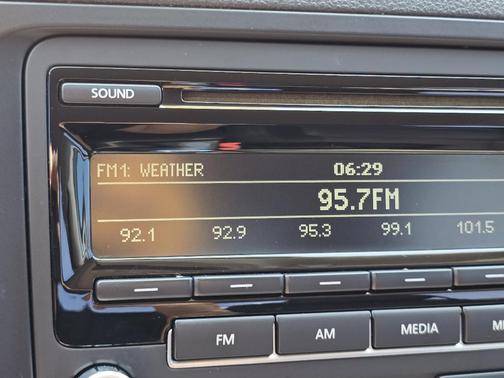 SOUND
FM1: WEATHER 06:29
95.7FM
92.1 92.9 95.3 99.1 101.5
FM AM MEDIA